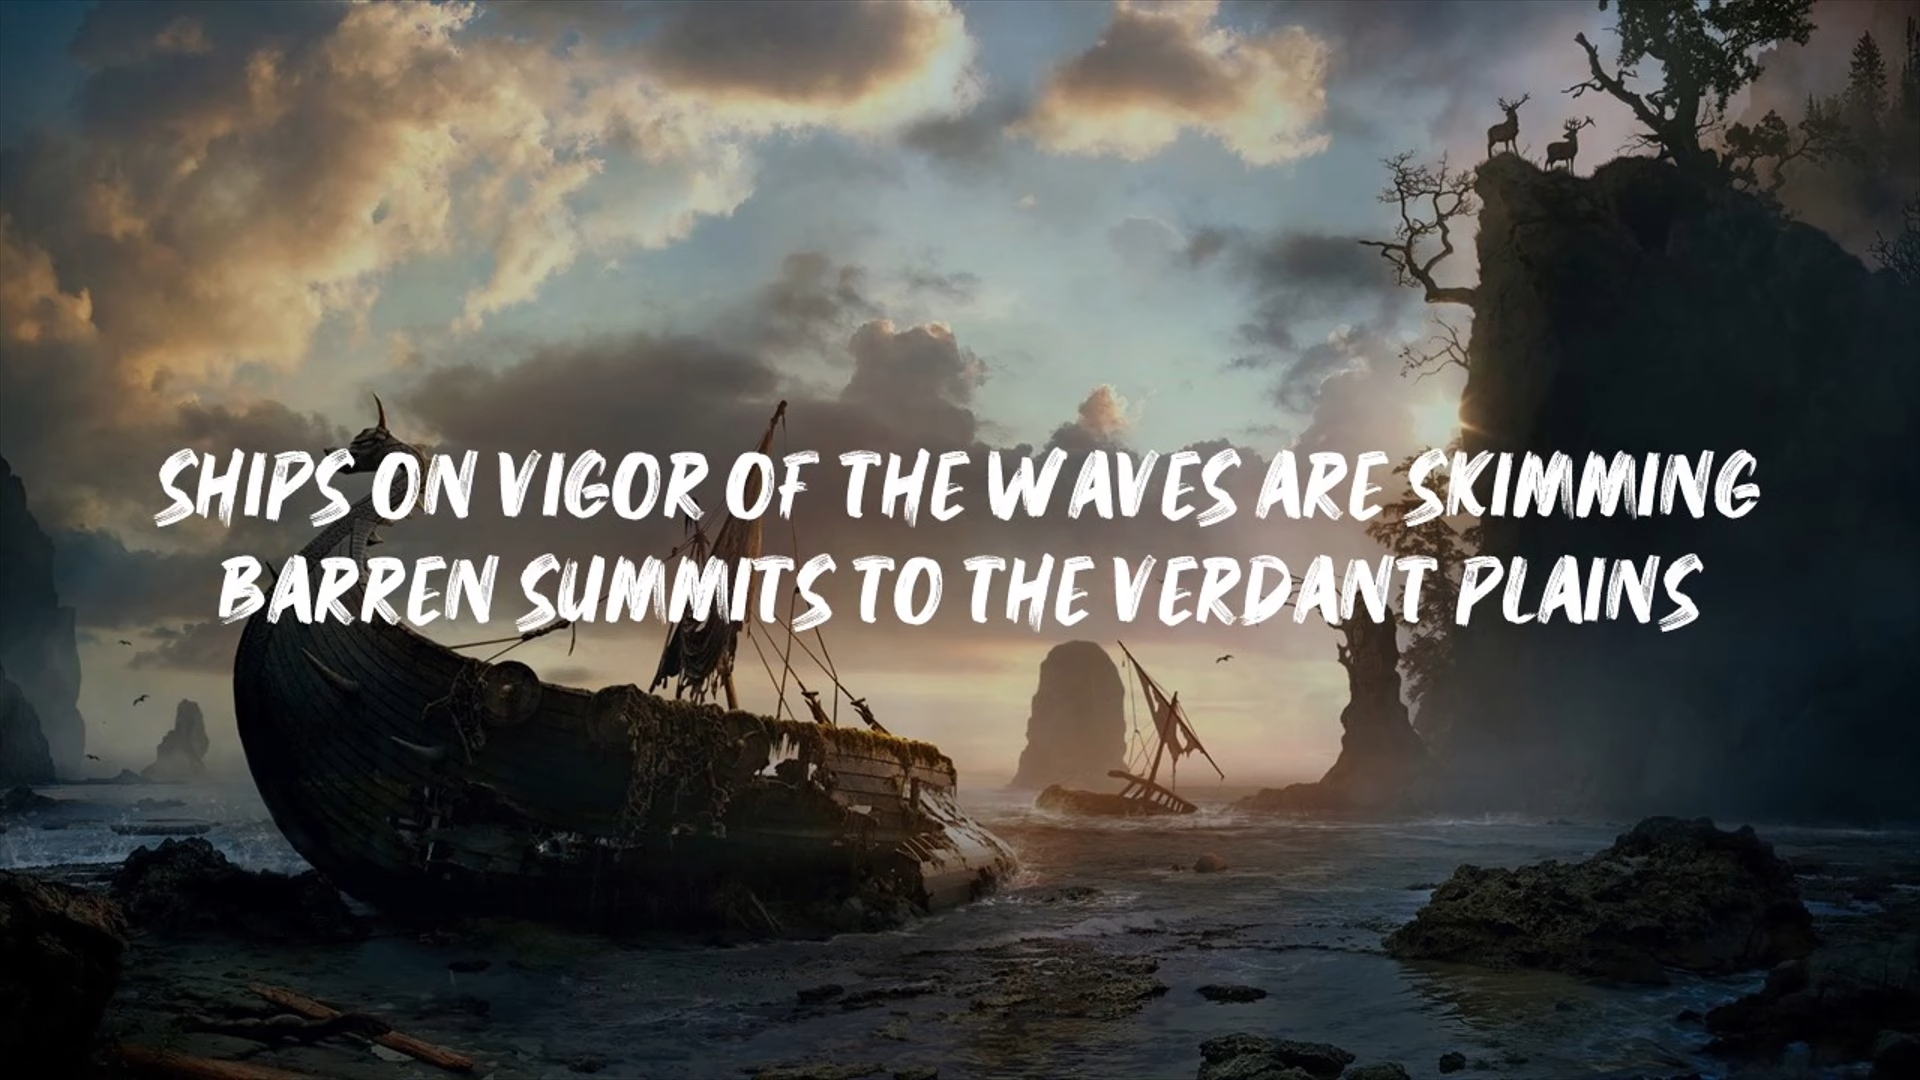 SHIPS ON VIGOR OF THE WAVES ARE SKIMMING
BARREN SUMMITS TO THE VERDANT PLAINS